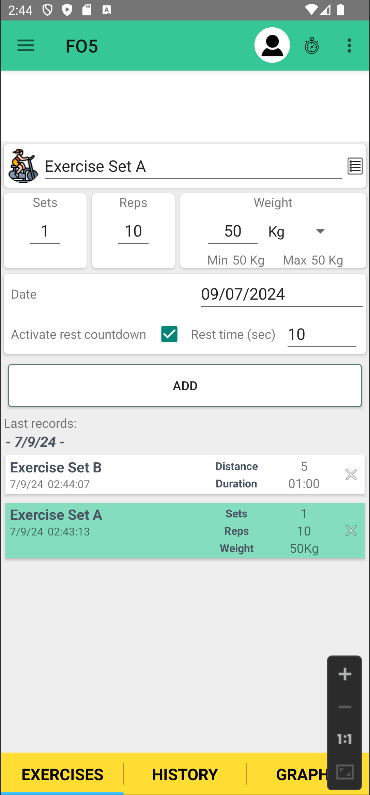 2:44
FO5
Exercise Set A
Sets Reps Weight
1 10 50 Kg
Min 50 Kg Max 50 Kg
Date 09/07/2024
Activate rest countdown Rest time (sec) 10
ADD
Last records:
- 7/9/24 -
Exercise Set B Distance 5
7/9/24 02:44:07 Duration 01:00
Exercise Set A Sets 1
7/9/24 02:43:13 Reps 10
Weight 50Kg
1:1
EXERCISES HISTORY GRAPH